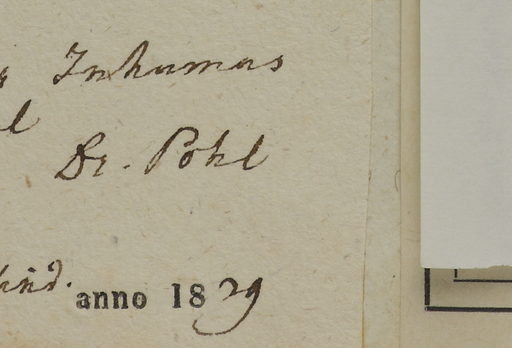 Inhumas
Dr. Pohl
anno 1829